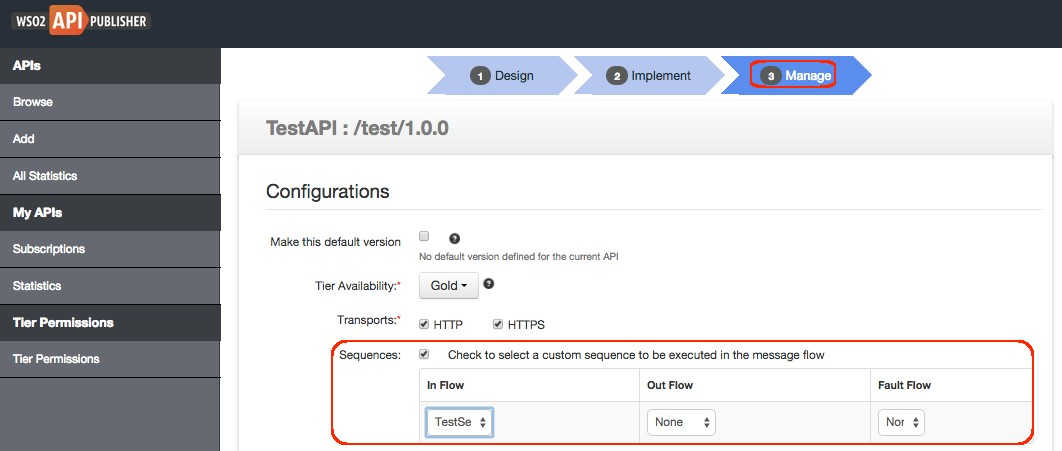 WSO2 API PUBLISHER
1 Design
2 Implement
3 Manage
APIs
Browse
Add
All Statistics
My APIs
Subscriptions
Statistics
Tier Permissions
Tier Permissions
TestAPI : /test/1.0.0
Configurations
Make this default version ?
No default version defined for the current API
Tier Availability:* Gold ?
Transports:* HTTP HTTPS
Sequences: Check to select a custom sequence to be executed in the message flow
In Flow Out Flow Fault Flow
TestSe None Nor